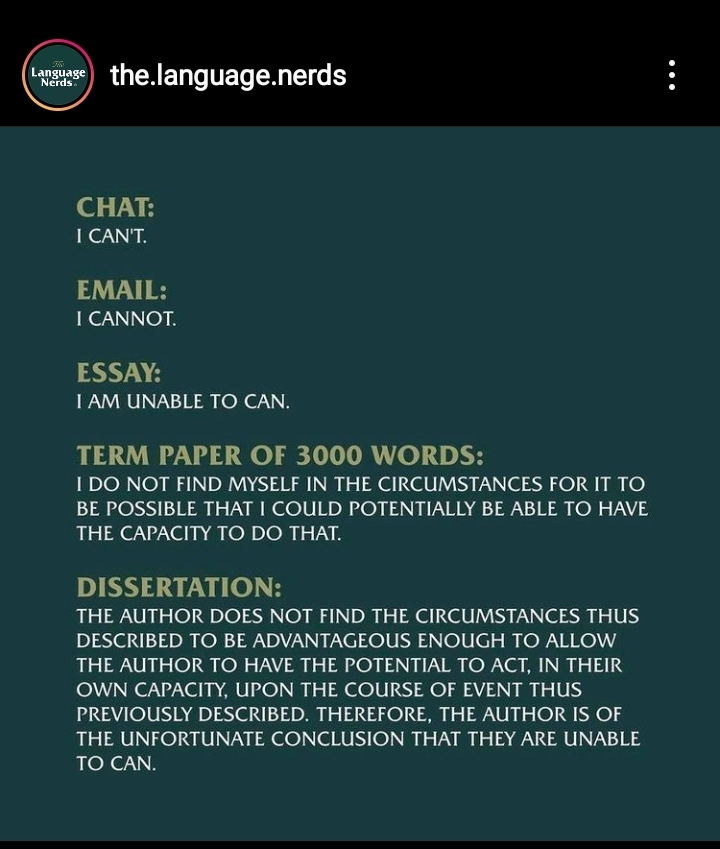 The
Language
Nerds
the.language.nerds
CHAT:
I CAN'T.
EMAIL:
I CANNOT.
ESSAY:
I AM UNABLE TO CAN.
TERM PAPER OF 3000 WORDS:
I DO NOT FIND MYSELF IN THE CIRCUMSTANCES FOR IT TO
BE POSSIBLE THAT I COULD POTENTIALLY BE ABLE TO HAVE
THE CAPACITY TO DO THAT.
DISSERTATION:
THE AUTHOR DOES NOT FIND THE CIRCUMSTANCES THUS
DESCRIBED TO BE ADVANTAGEOUS ENOUGH TO ALLOW
THE AUTHOR TO HAVE THE POTENTIAL TO ACT, IN THEIR
OWN CAPACITY, UPON THE COURSE OF EVENT THUS
PREVIOUSLY DESCRIBED. THEREFORE, THE AUTHOR IS OF
THE UNFORTUNATE CONCLUSION THAT THEY ARE UNABLE
TO CAN.